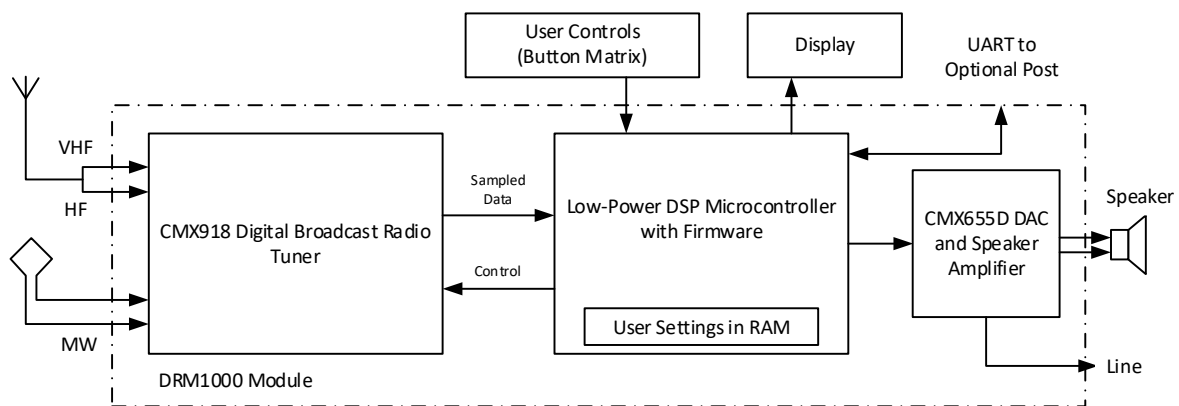 User Controls
(Button Matrix)
Display
UART to
Optional Post
VHF
HF
MW
CMX918 Digital Broadcast Radio
Tuner
Sampled
Data
Control
Low-Power DSP Microcontroller
with Firmware
User Settings in RAM
CMX655D DAC
and Speaker
Amplifier
Speaker
Line
DRM1000 Module